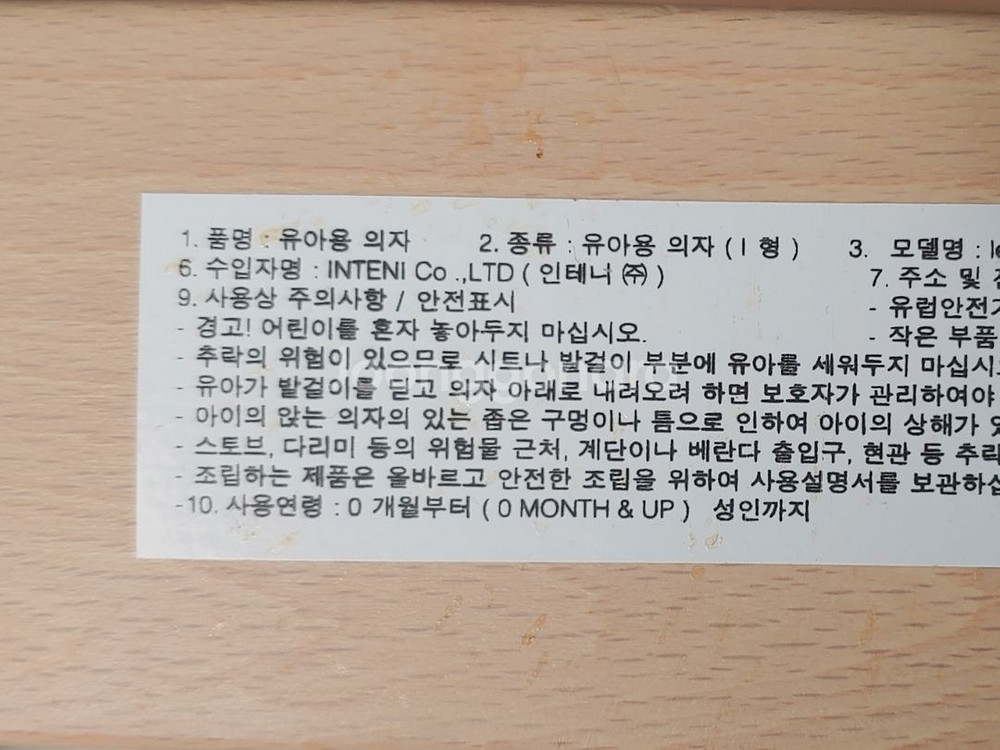 1. 품명 : 유아용 의자 2. 종류 : 유아용 의자 ( I 형 ) 3. 모델명 :
6. 수입자명 : INTENI Co .,LTD ( 인테니 ㈜ ) 7. 주소 및
9. 사용상 주의사항 / 안전표시 - 유럽안전
- 경고! 어린이를 혼자 놓아두지 마십시오. - 작은 부품
- 추락의 위험이 있으므로 시트나 발걸이 부분에 유아를 세워두지 마십시
- 유아가 발걸이를 딛고 의자 아래로 내려오려 하면 보호자가 관리하여야
- 아이의 앉는 의자의 있는 좁은 구멍이나 틈으로 인하여 아이의 상해가
- 스토브, 다리미 등의 위험물 근처, 계단이나 베란다 출입구, 현관 등 추락
- 조립하는 제품은 올바르고 안전한 조립을 위하여 사용설명서를 보관하십
-10. 사용연령 : 0 개월부터 ( 0 MONTH & UP ) 성인까지